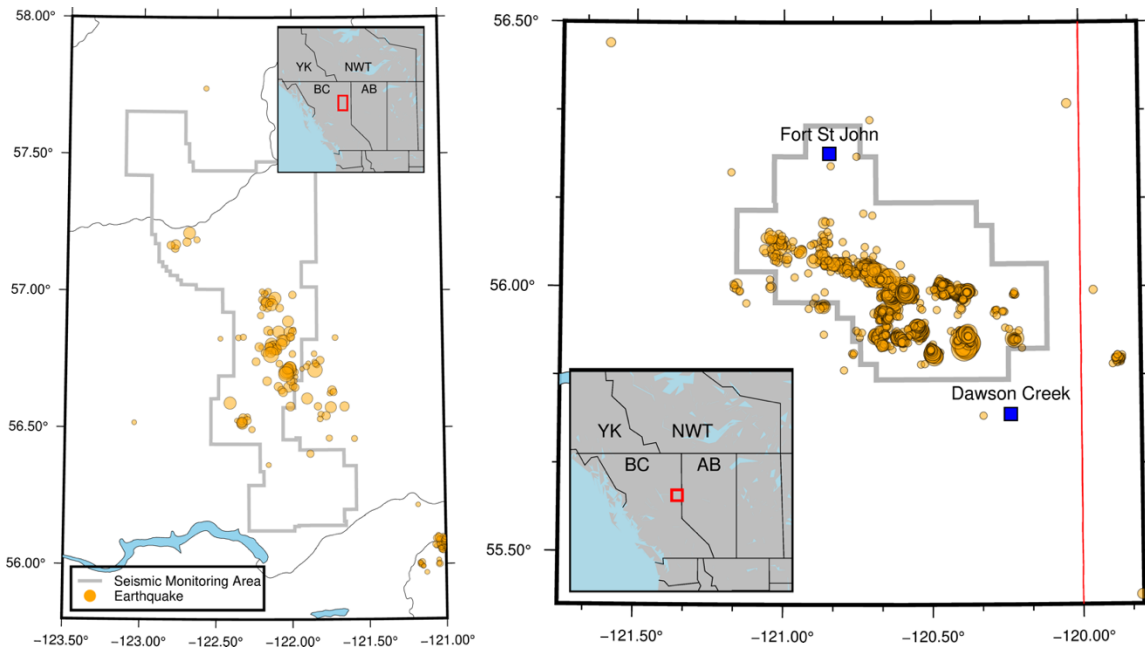 58.00°
YK NWT
BC AB
57.50°
57.00°
56.50°
56.00°
Seismic Monitoring Area
Earthquake
−123.50° −123.00° −122.50° −122.00° −121.50° −121.00°
56.50°
Fort St John
56.00°
Dawson Creek
YK NWT
BC AB
55.50°
−121.50° −121.00° −120.50° −120.00°